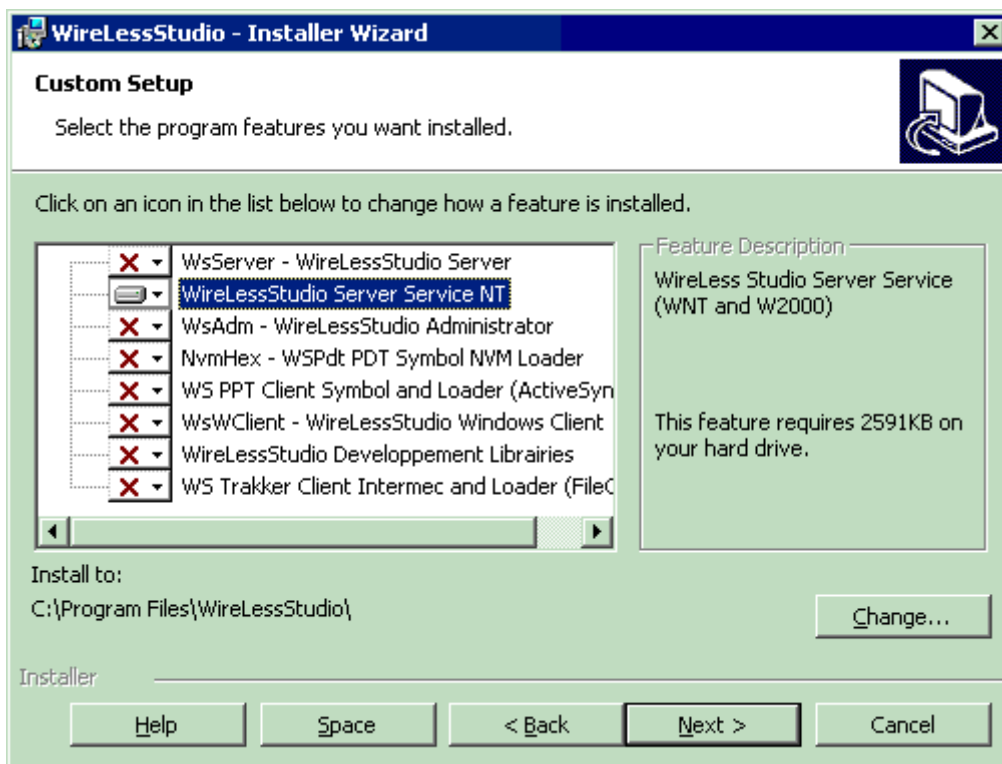 WireLessStudio - Installer Wizard
Custom Setup
Select the program features you want installed.
Click on an icon in the list below to change how a feature is installed.
WsServer - WireLessStudio Server
WireLessStudio Server Service NT
WsAdm - WireLessStudio Administrator
NvmHex - WSPdt PDT Symbol NVM Loader
WS PPT Client Symbol and Loader (ActiveSyn
WsWClient - WireLessStudio Windows Client
WireLessStudio Developpement Librairies
WS Trakker Client Intermec and Loader (FileC
Feature Description
WireLess Studio Server Service
(WNT and W2000)
This feature requires 2591KB on
your hard drive.
Install to:
C:\Program Files\WireLessStudio\
Change...
Installer
Help
Space
< Back
Next >
Cancel